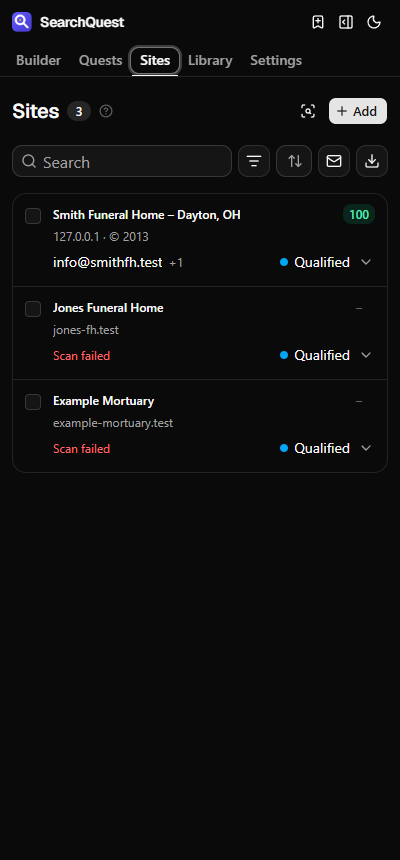 SearchQuest
Builder Quests Sites Library Settings
Sites 3 Add
Search
Smith Funeral Home – Dayton, OH 100
127.0.0.1 · © 2013
info@smithfh.test +1 Qualified
Jones Funeral Home –
jones-fh.test
Scan failed Qualified
Example Mortuary –
example-mortuary.test
Scan failed Qualified